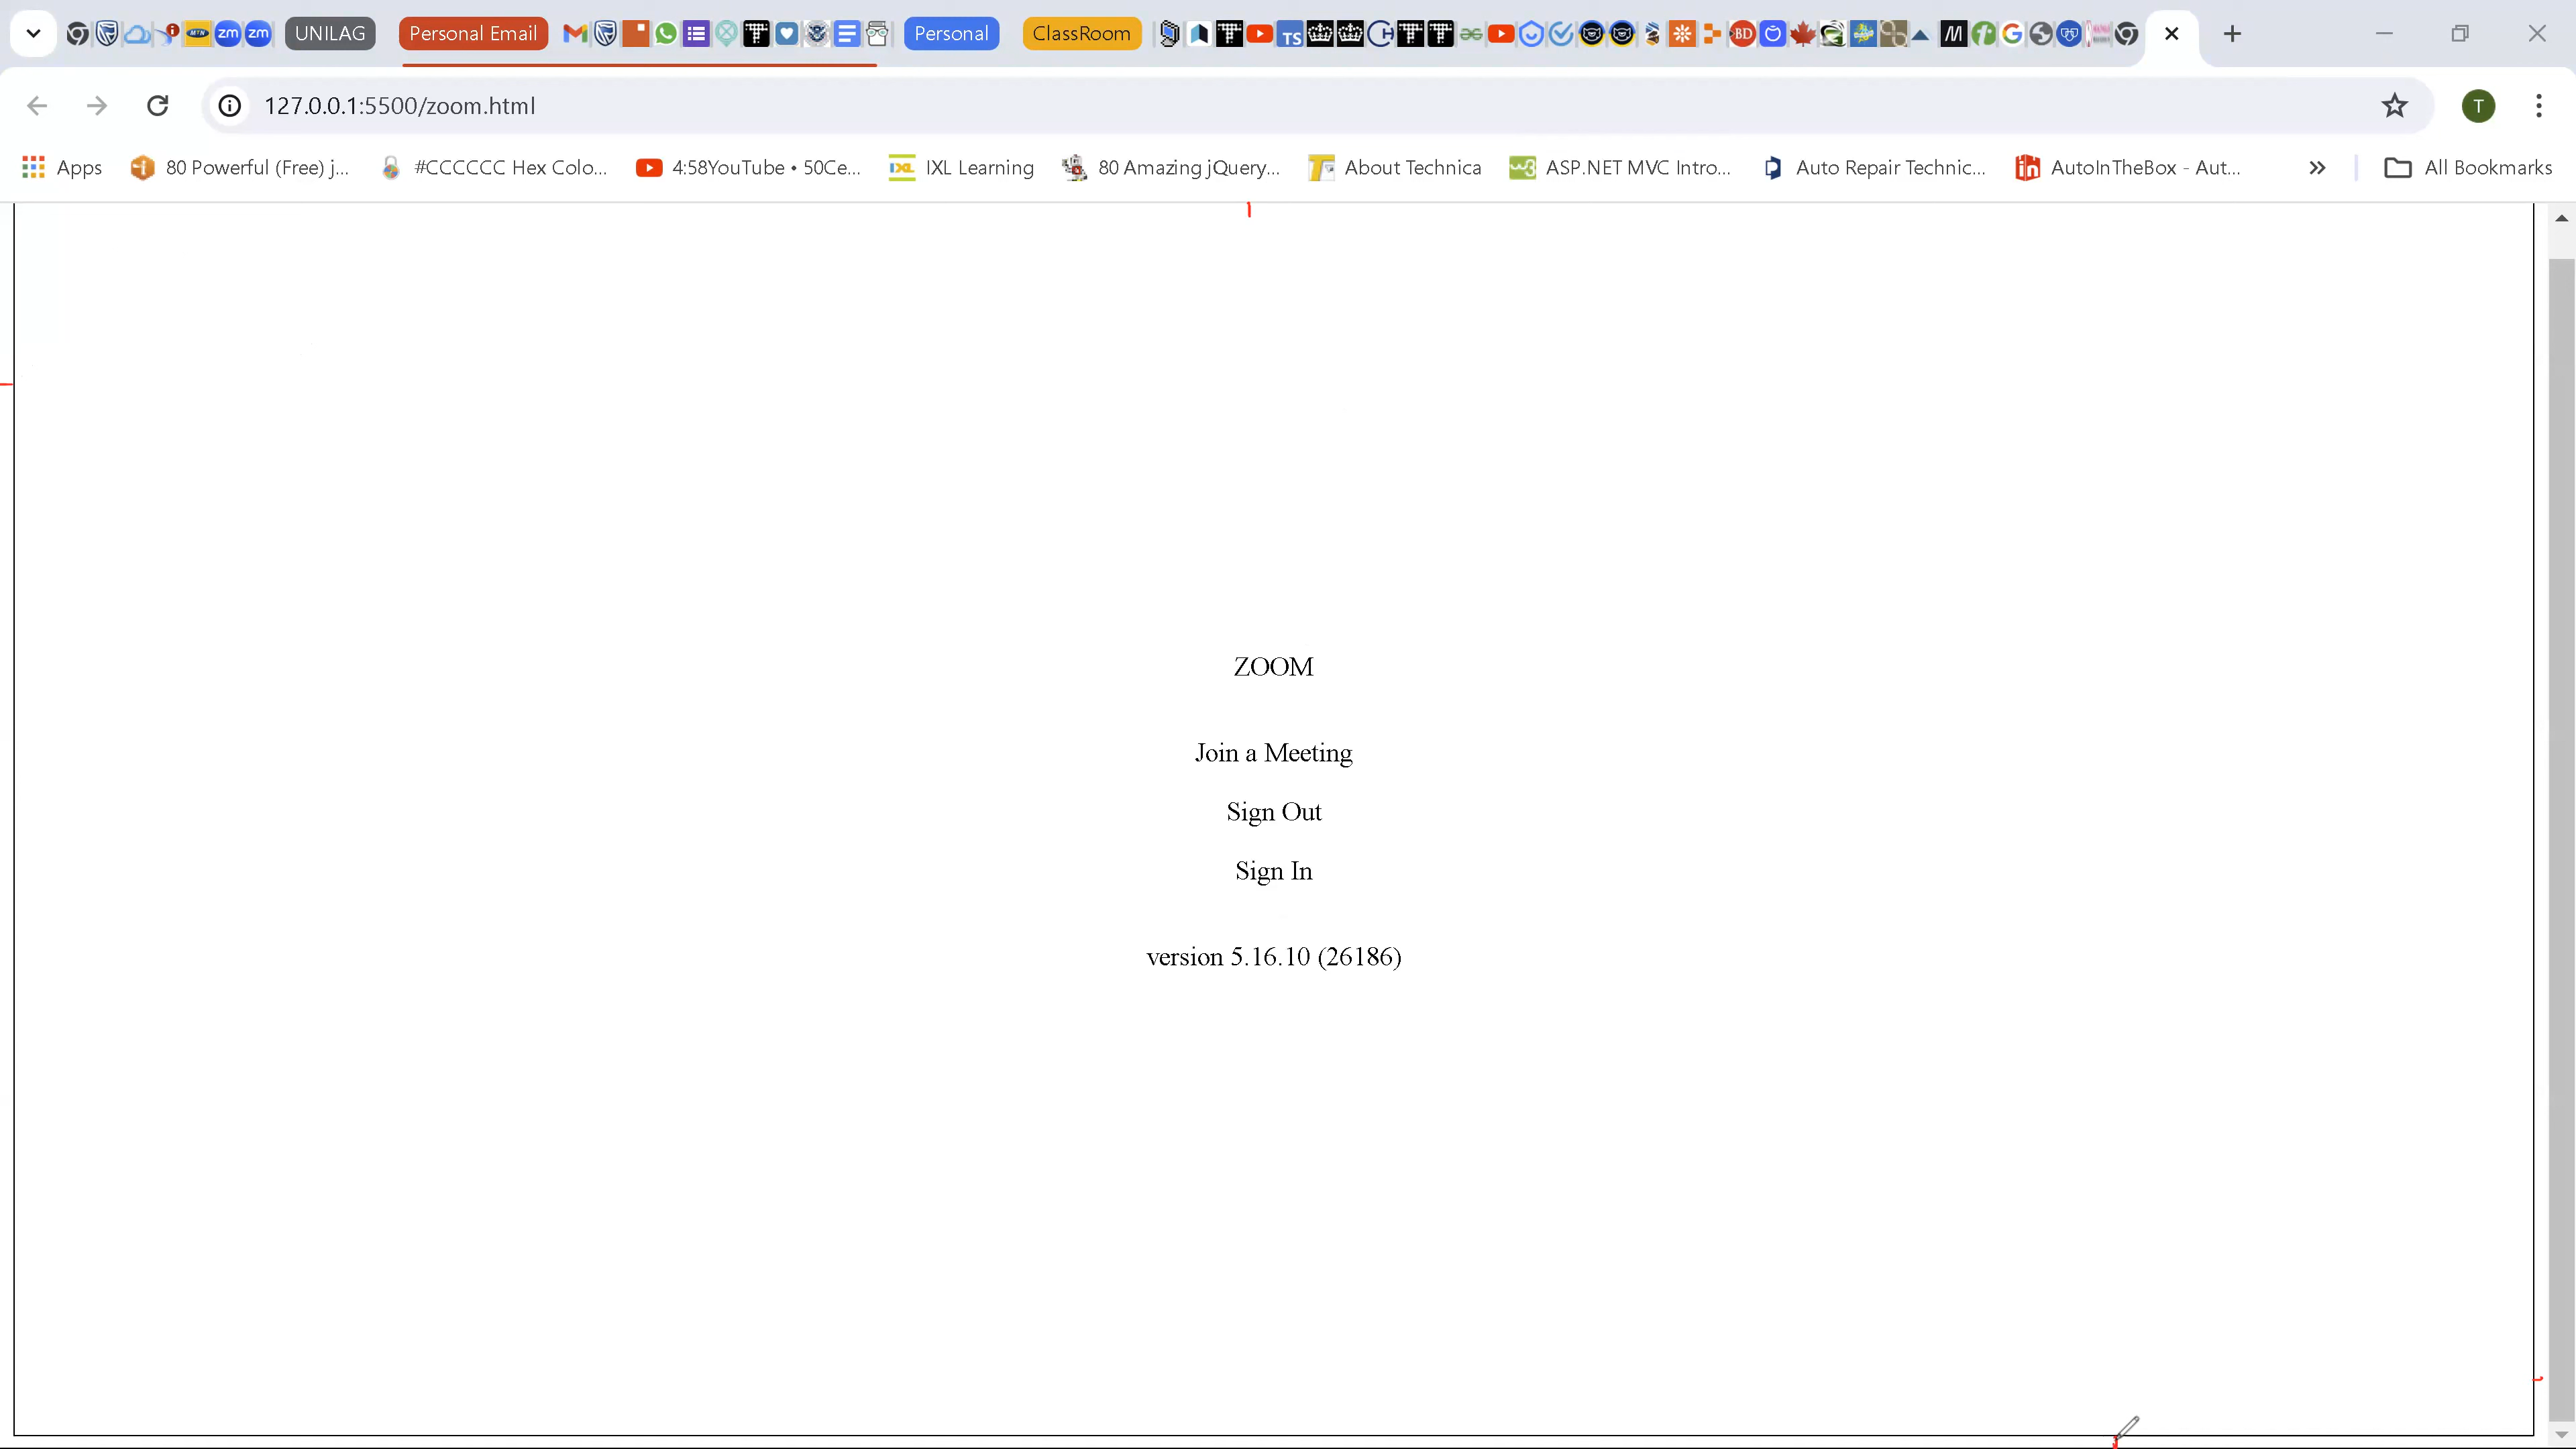 UNILAG Personal Email Personal ClassRoom
127.0.0.1:5500/zoom.html T
Apps 80 Powerful (Free) j... #CCCCCC Hex Colo... 4:58YouTube • 50Ce... IXL Learning 80 Amazing jQuery... About Technica ASP.NET MVC Intro... Auto Repair Technic... AutoInTheBox - Aut... All Bookmarks
ZOOM
Join a Meeting
Sign Out
Sign In
version 5.16.10 (26186)